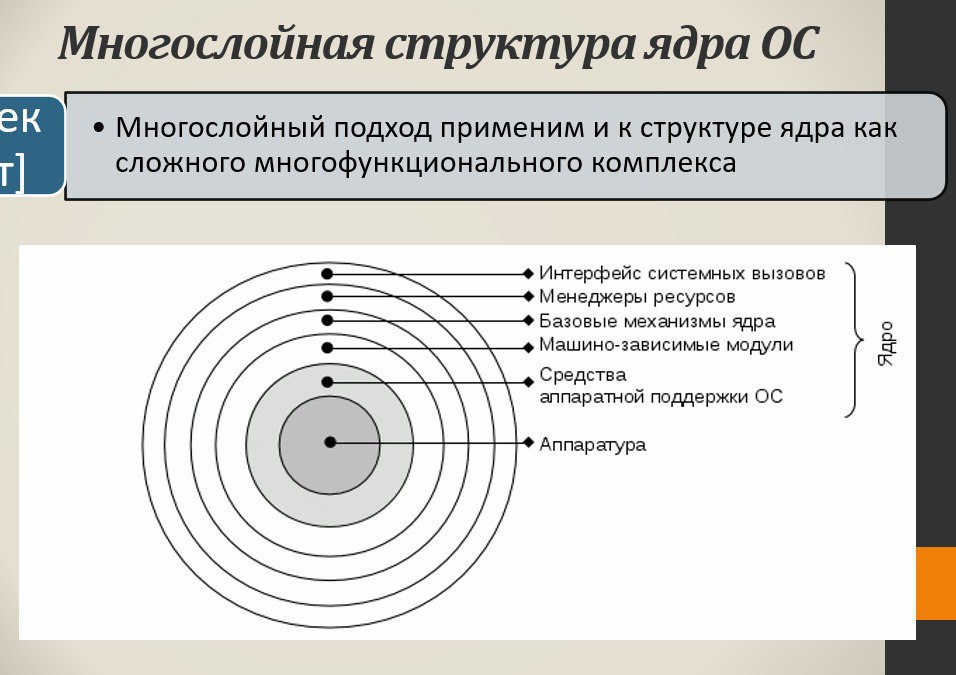 Многослойная структура ядра ОС
• Многослойный подход применим и к структуре ядра как
сложного многофункционального комплекса
Интерфейс системных вызовов
Менеджеры ресурсов
Базовые механизмы ядра
Машино-зависимые модули
Средства
аппаратной поддержки ОС
Аппаратура
Ядро